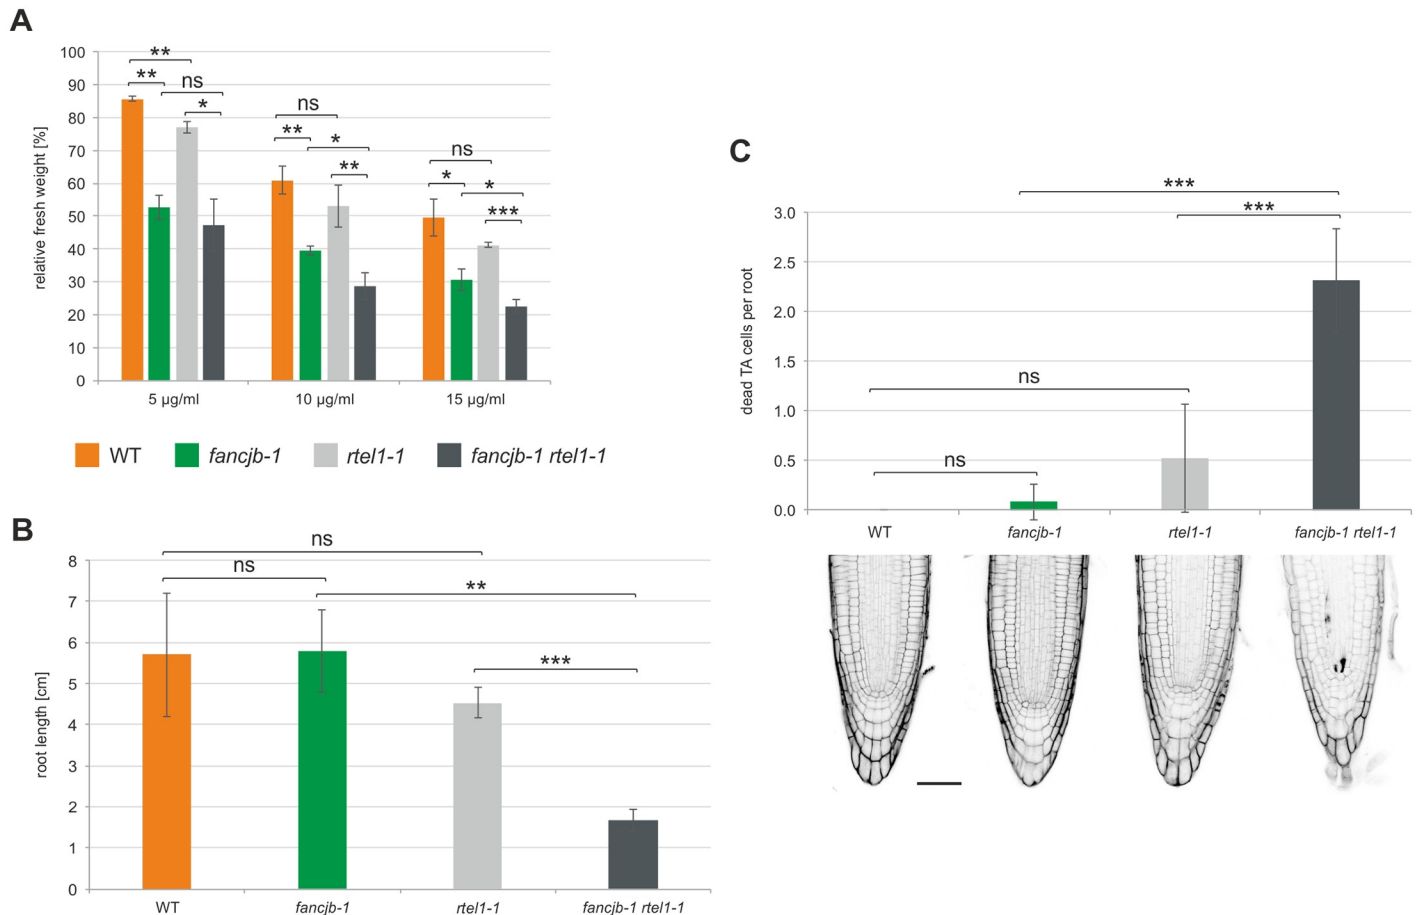 A
100
90
80
70
60
50
40
30
20
10
0
relative fresh weight [%]
**
**
ns
*
ns
**
*
**
ns
*
*
***
5 µg/ml
10 µg/ml
15 µg/ml
WT
fancjb-1
rtel1-1
fancjb-1 rtel1-1
B
8
7
6
5
4
3
2
1
0
root length [cm]
ns
ns
**
***
WT
fancjb-1
rtel1-1
fancjb-1 rtel1-1
C
3.0
2.5
2.0
1.5
1.0
0.5
0.0
dead TA cells per root
***
***
ns
ns
WT
fancjb-1
rtel1-1
fancjb-1 rtel1-1